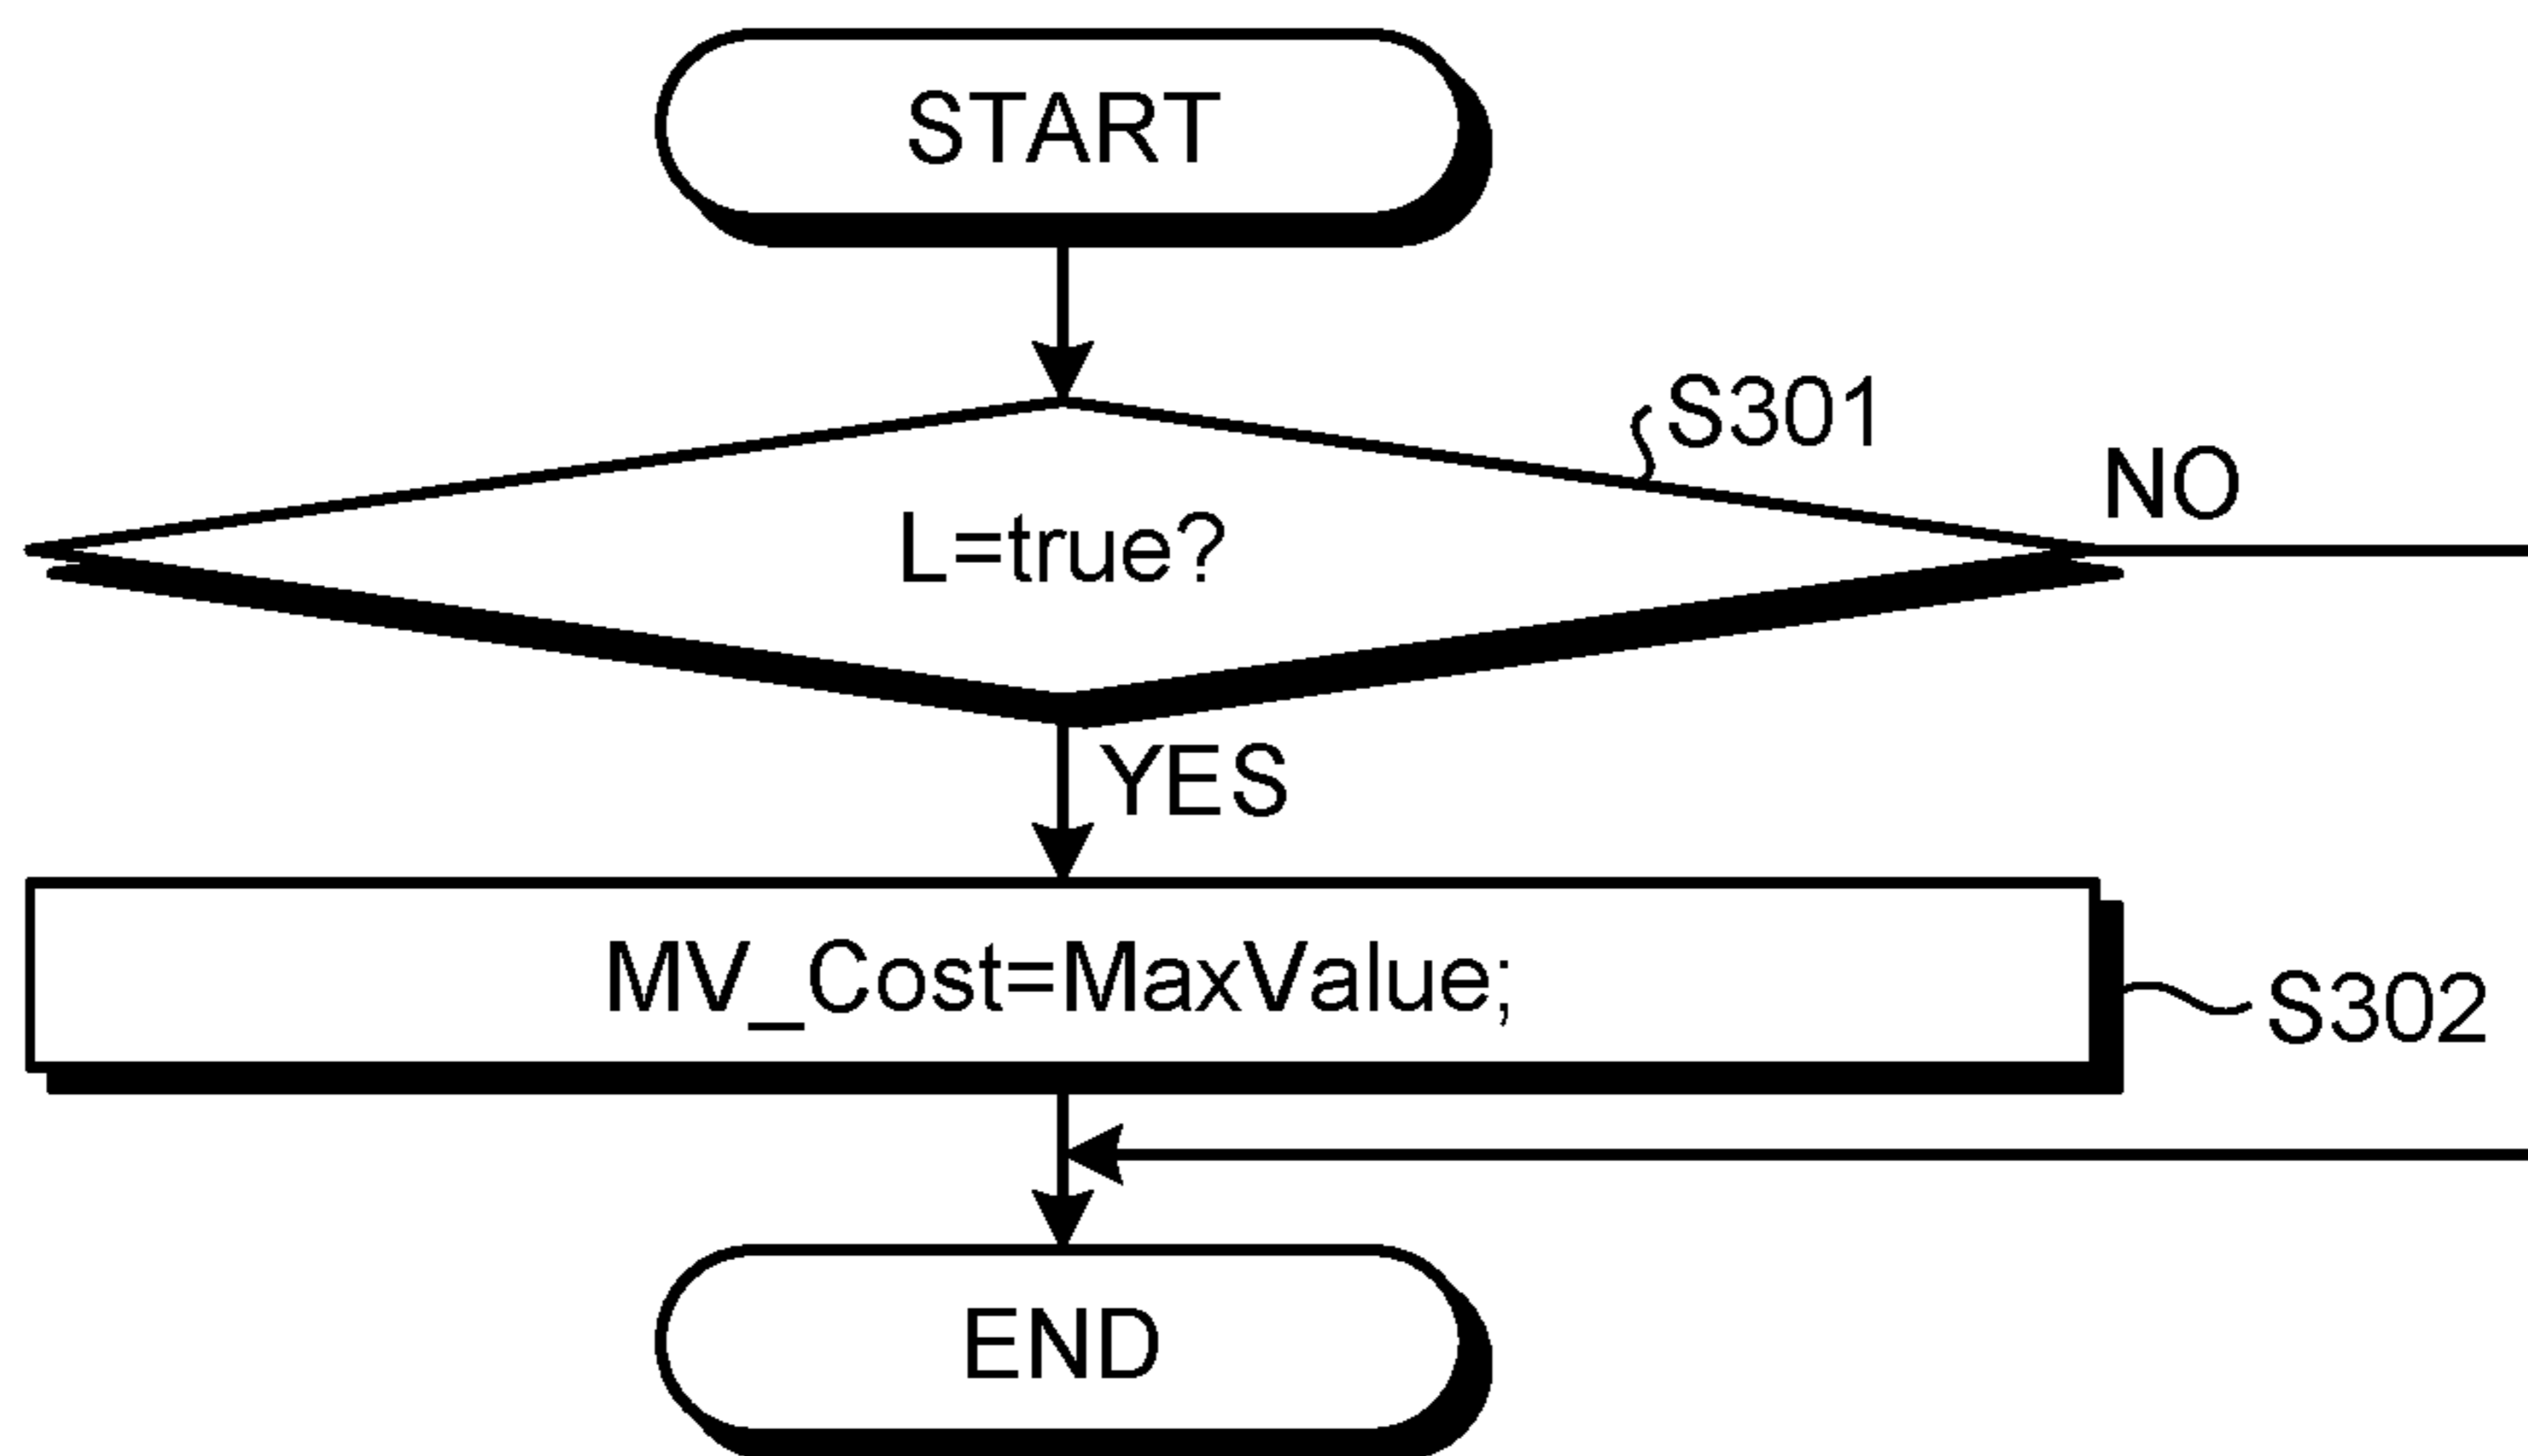 START
S301
NO
L=true?
YES
MV_Cost=MaxValue;
S302
END